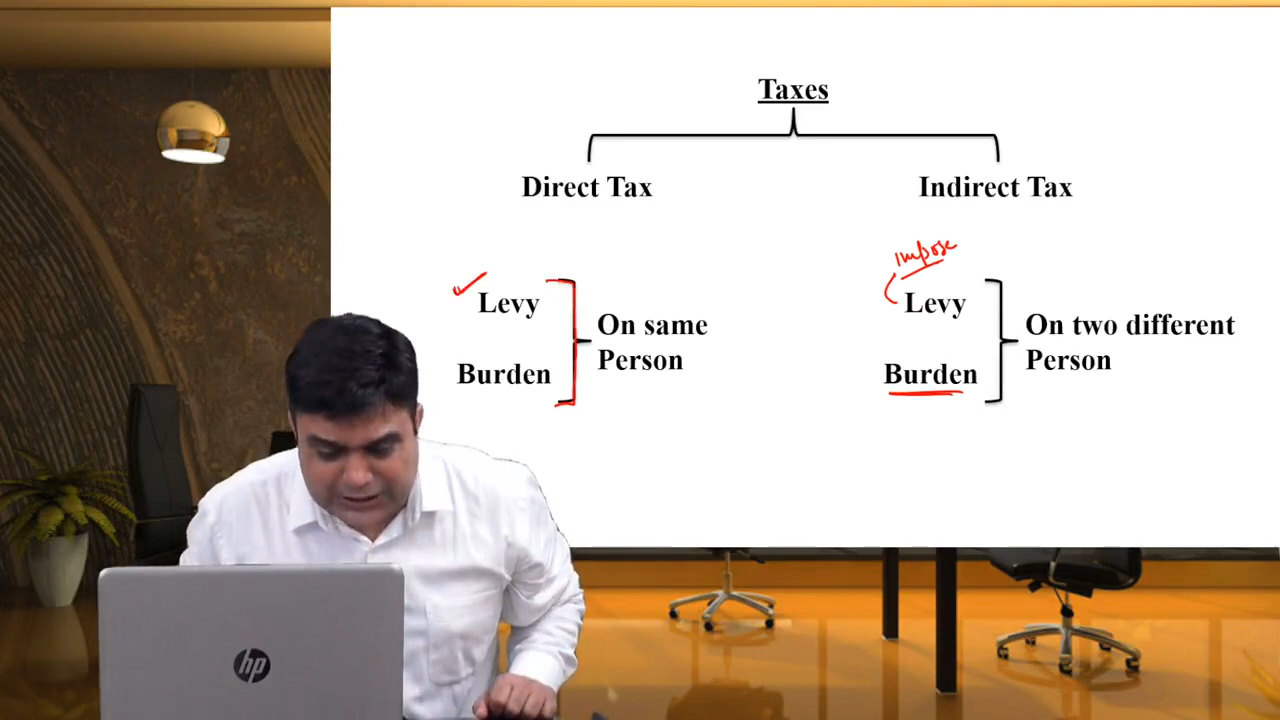 Taxes
Direct Tax
Indirect Tax
impose
Levy
Burden
On same
Person
Levy
Burden
On two different
Person
hp